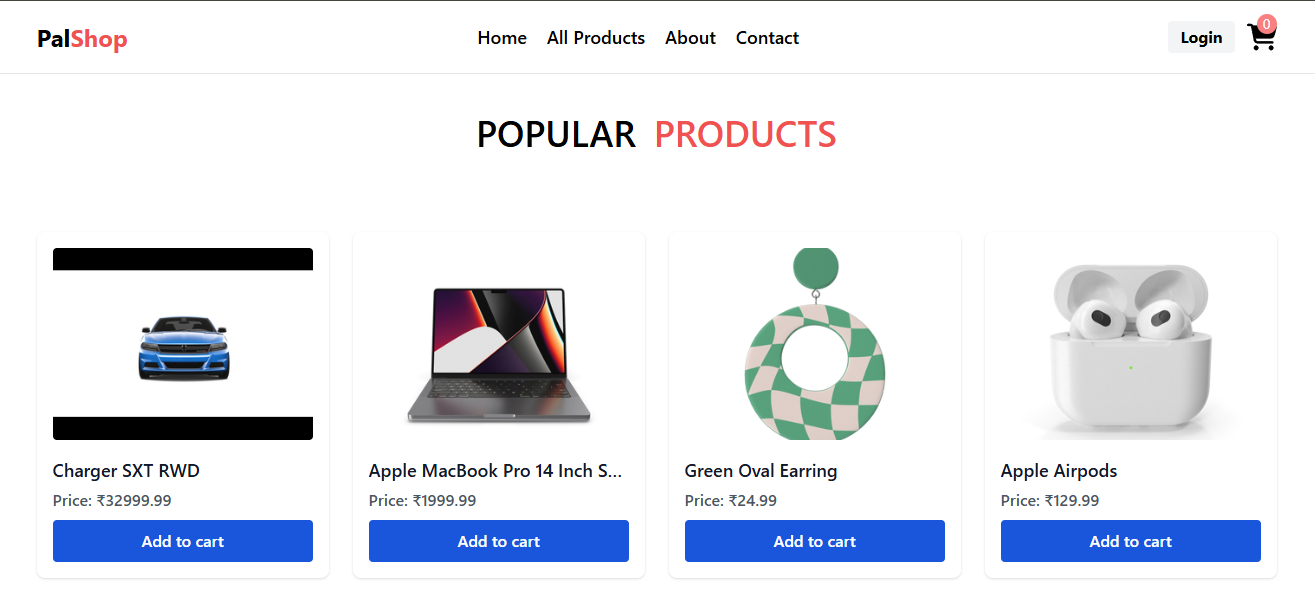 PalShop
Home All Products About Contact
Login
0
POPULAR PRODUCTS
Charger SXT RWD
Price: ₹32999.99
Add to cart
Apple MacBook Pro 14 Inch S...
Price: ₹1999.99
Add to cart
Green Oval Earring
Price: ₹24.99
Add to cart
Apple Airpods
Price: ₹129.99
Add to cart